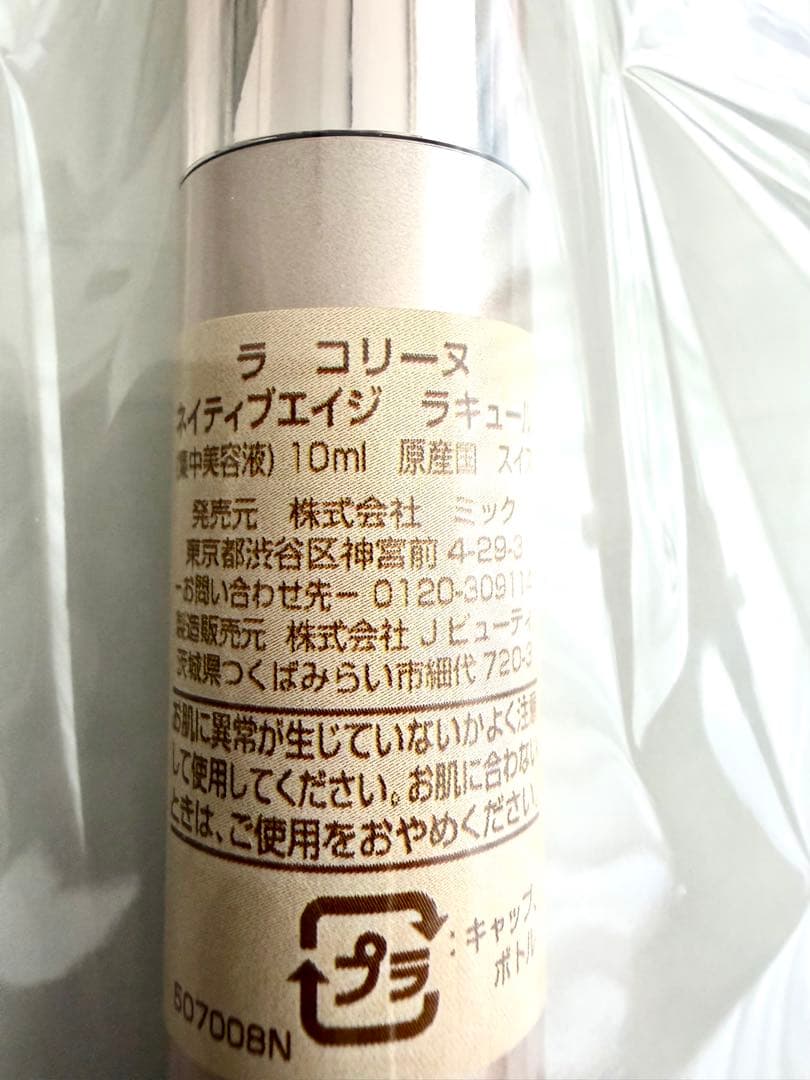 ラ コリーヌ
ネイティブエイジ ラキュール
(集中美容液) 10ml 原産国 スイス
発売元 株式会社 ミック
東京都渋谷区神宮前 4-29-3
ーお問い合わせ先ー 0120-309114
製造販売元 株式会社 Jビューティ
茨城県つくばみらい市細代 720-3
お肌に異常が生じていないかよく注意
して使用してください。お肌に合わない
ときは、ご使用をおやめください。
プラ
:キャップ、
ボトル
507008N